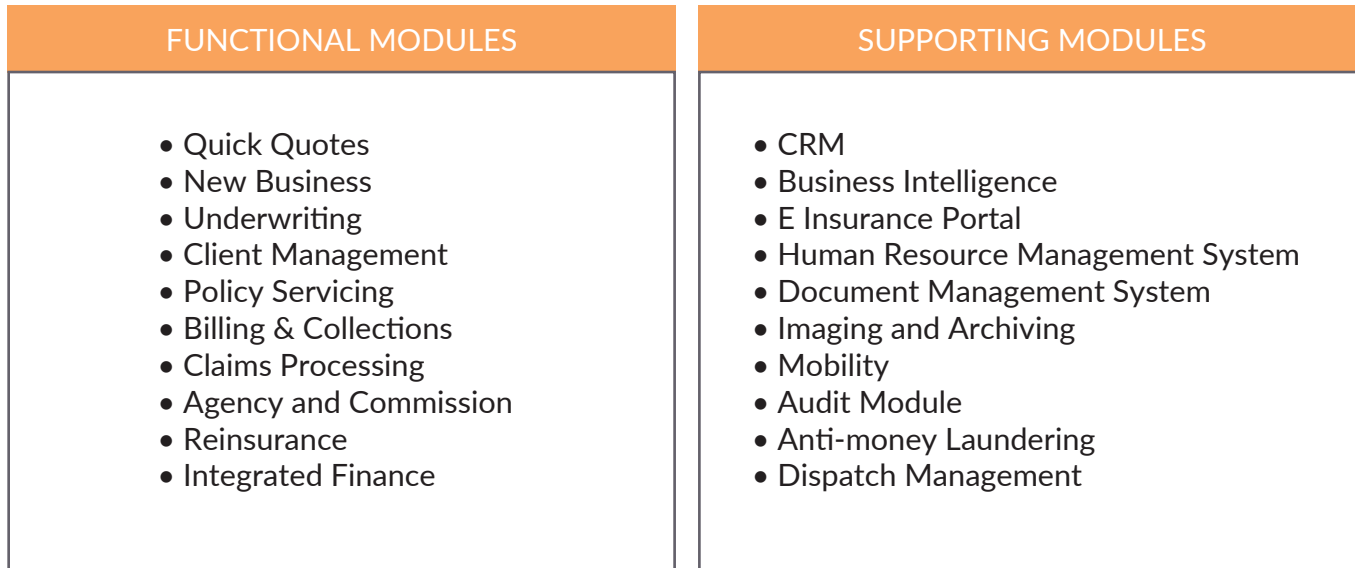 FUNCTIONAL MODULES
• Quick Quotes
• New Business
• Underwriting
• Client Management
• Policy Servicing
• Billing & Collections
• Claims Processing
• Agency and Commission
• Reinsurance
• Integrated Finance
SUPPORTING MODULES
• CRM
• Business Intelligence
• E Insurance Portal
• Human Resource Management System
• Document Management System
• Imaging and Archiving
• Mobility
• Audit Module
• Anti-money Laundering
• Dispatch Management